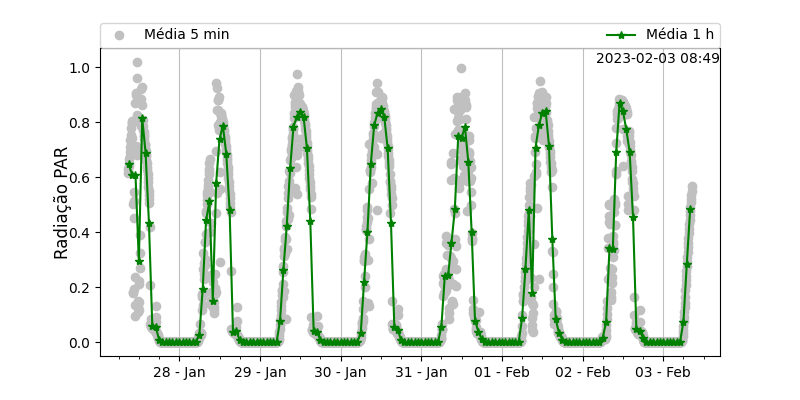 Média 5 min
Média 1 h
2023-02-03 08:49
Radiação PAR
1.0
0.8
0.6
0.4
0.2
0.0
28 - Jan
29 - Jan
30 - Jan
31 - Jan
01 - Feb
02 - Feb
03 - Feb